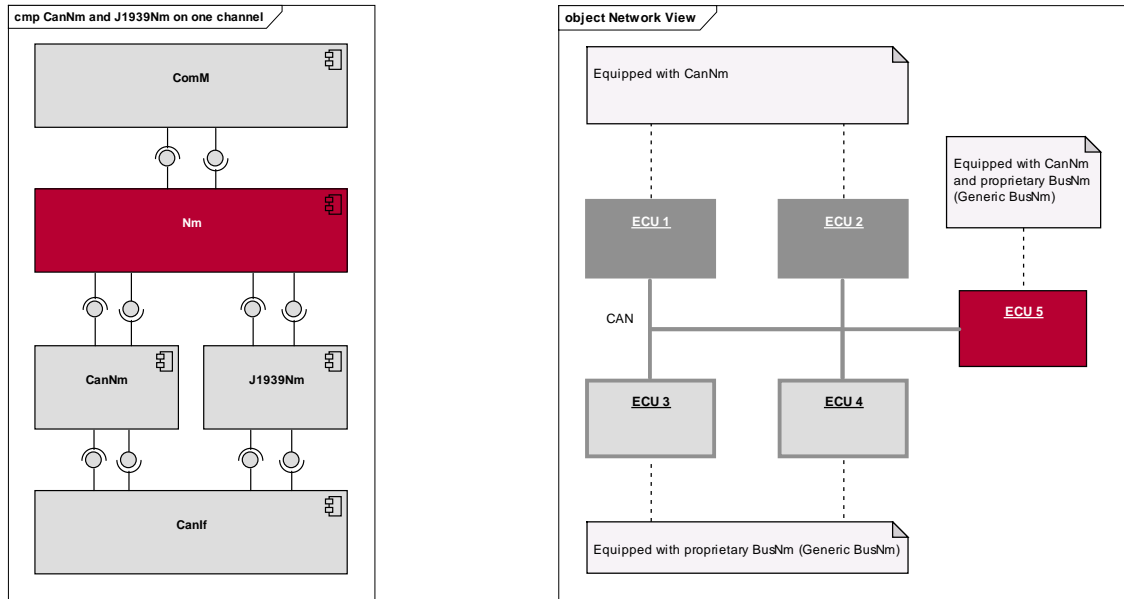 cmp CanNm and J1939Nm on one channel
ComM
Nm
CanNm
J1939Nm
CanIf
object Network View
Equipped with CanNm
Equipped with CanNm
and proprietary BusNm
(Generic BusNm)
ECU 1
ECU 2
CAN
ECU 5
ECU 3
ECU 4
Equipped with proprietary BusNm (Generic BusNm)